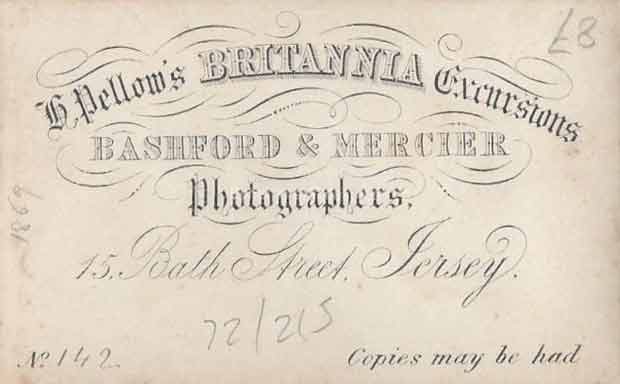 £8
H. Pellow's BRITANNIA Excursions
BASHFORD & MERCIER
Photographers,
15, Bath Street, Jersey.
1869
72/215
No. 142 Copies may be had